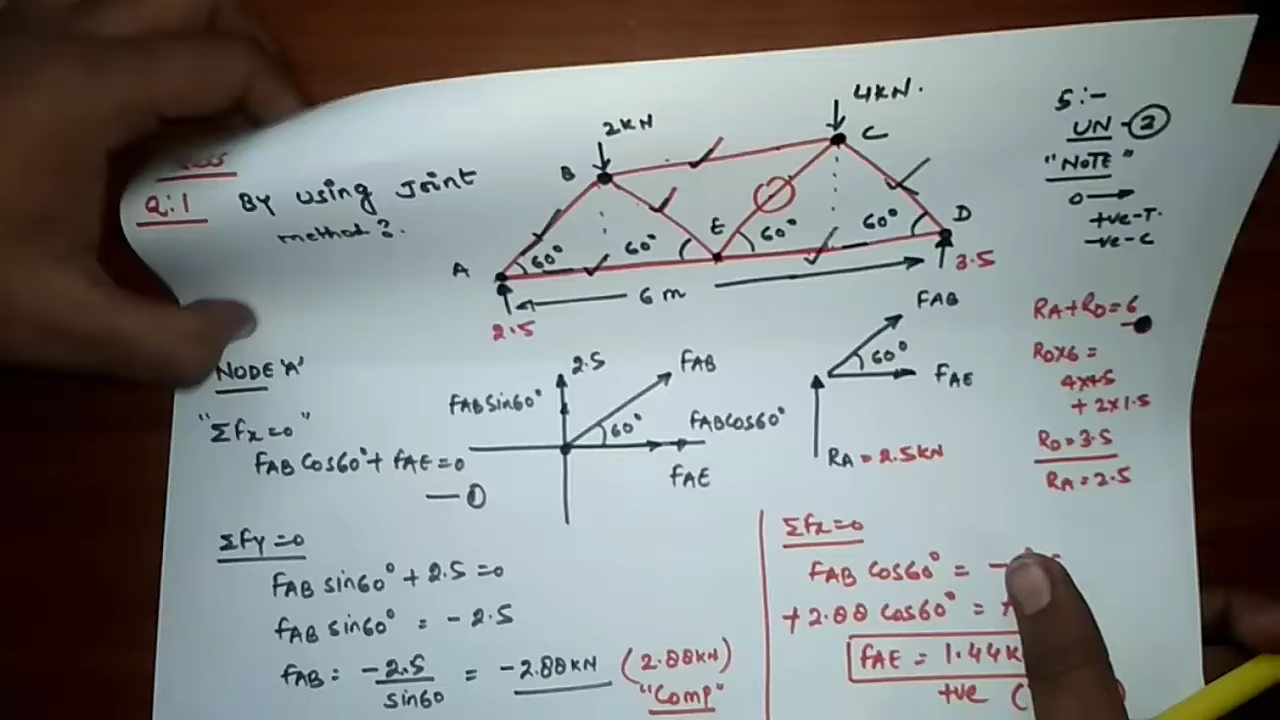 Q:1 By using Joint
method?.
2KN
4KN.
B
C
A
E
D
60°
60°
60°
60°
6 m
2.5
3.5
5:-
UN-2
"NOTE"
+ve-T.
-ve-C
RA+RD=6
RD×6=
4×4.5
+2×1.5
RD=3.5
RA=2.5
NODE 'A'
"Σfx=0"
fAB Cos60°+fAE=0
—①
2.5
FAB
FABSin60°
60°
FABCOS60°
FAE
FAB
60°
FAE
RA=2.5KN
Σfy=0
fAB sin60°+2.5=0
fAB sin60° = -2.5
fAB = -2.5/sin60 = -2.88KN (2.88KN)
"Comp"
Σfx=0
fAB Cos60° = -
+2.88 Cos60° =
fAE = 1.44K
+ve (